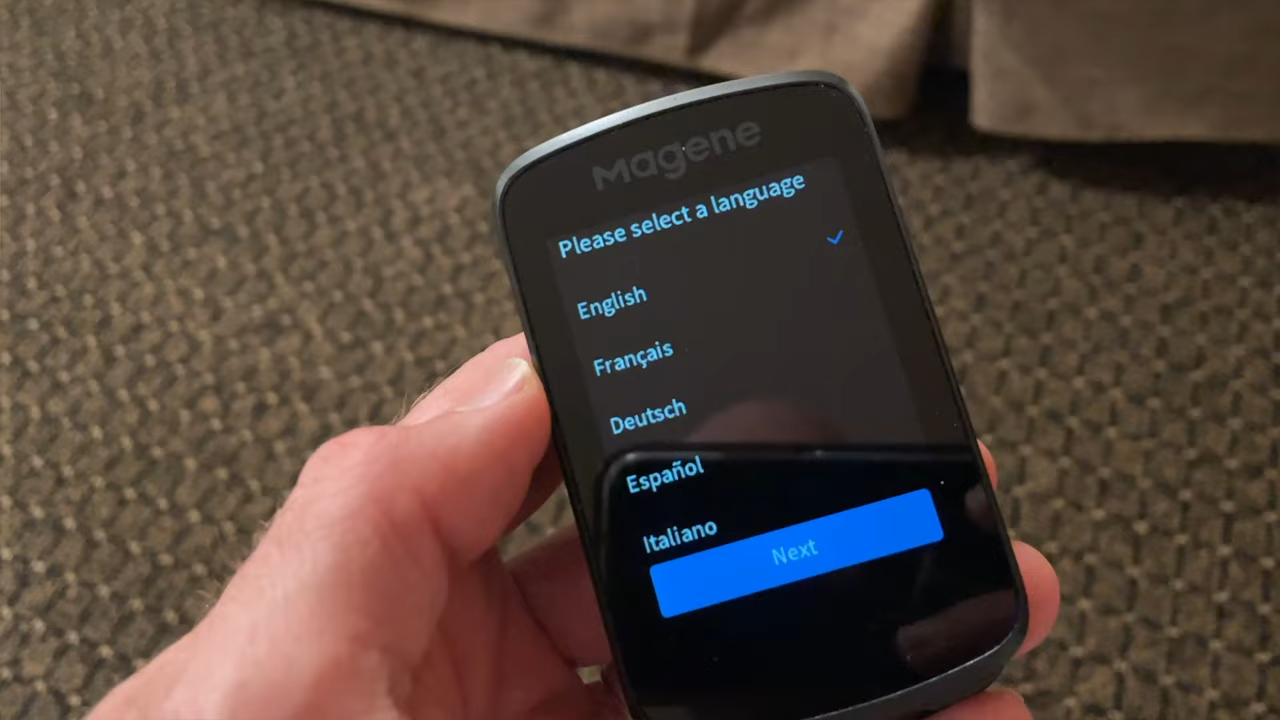 Magene
Please select a language
English
Français
Deutsch
Español
Italiano
Next